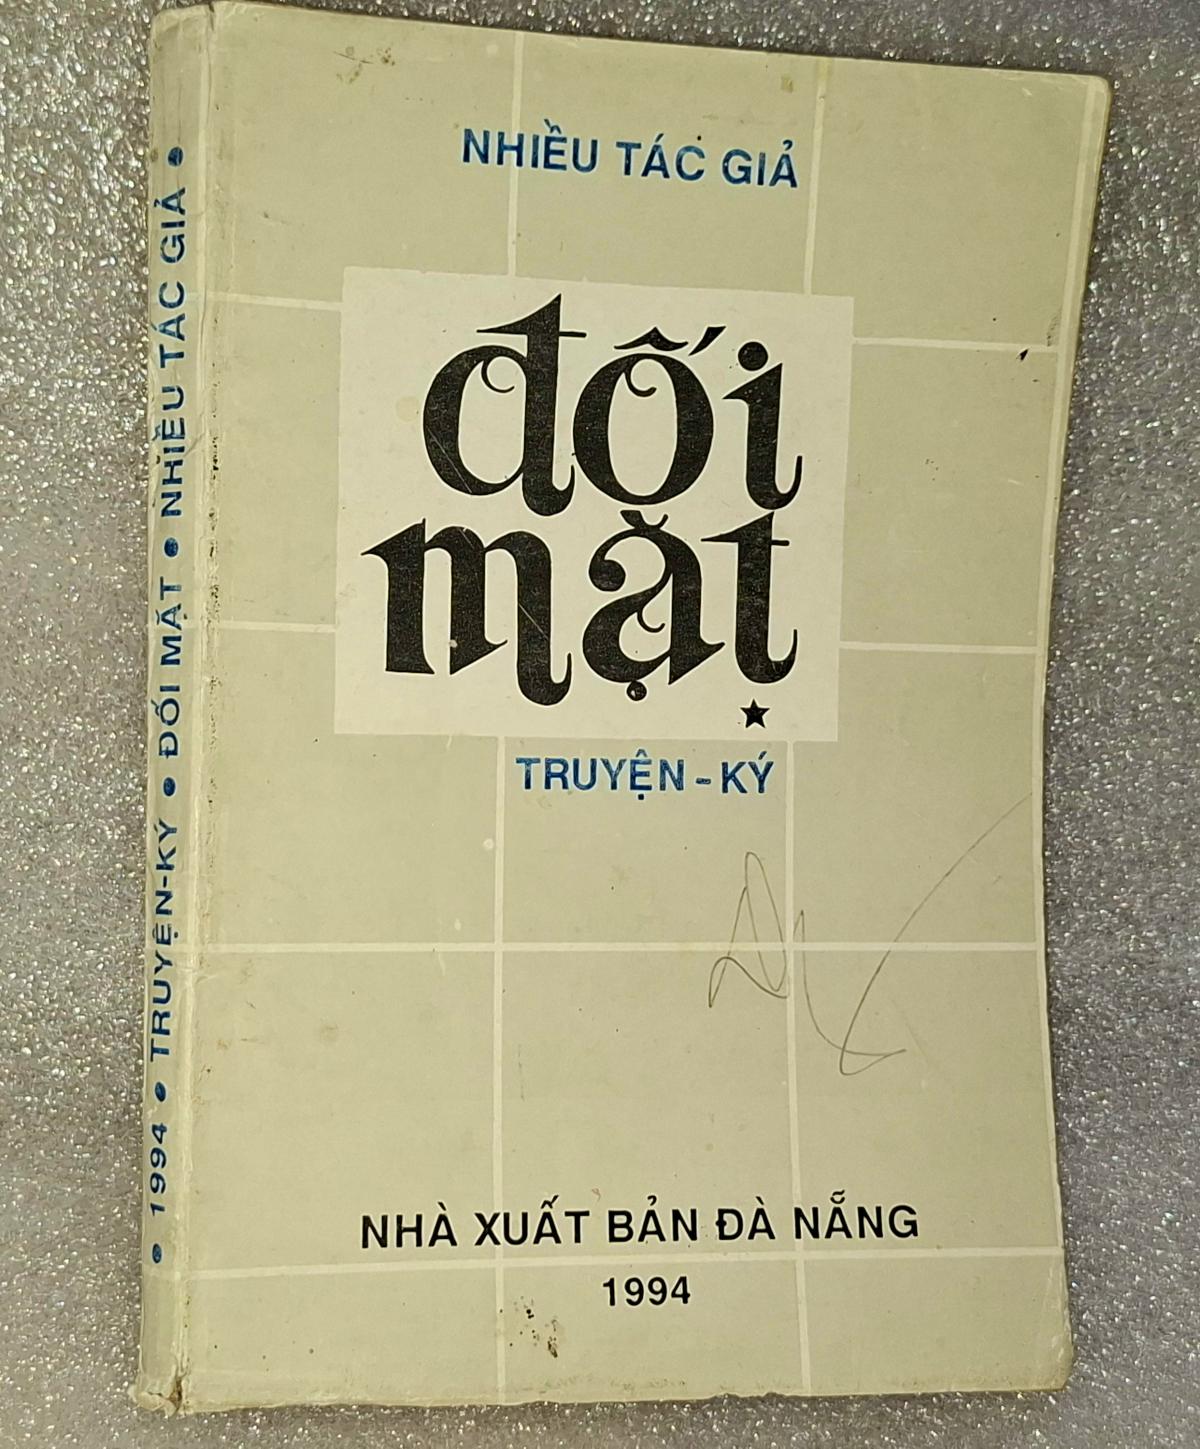 NHIỀU TÁC GIẢ
đối
mặt
TRUYỆN-KÝ
NHÀ XUẤT BẢN ĐÀ NẴNG
1994
• 1994 • TRUYỆN-KÝ • ĐỐI MẶT • NHIỀU TÁC GIẢ •